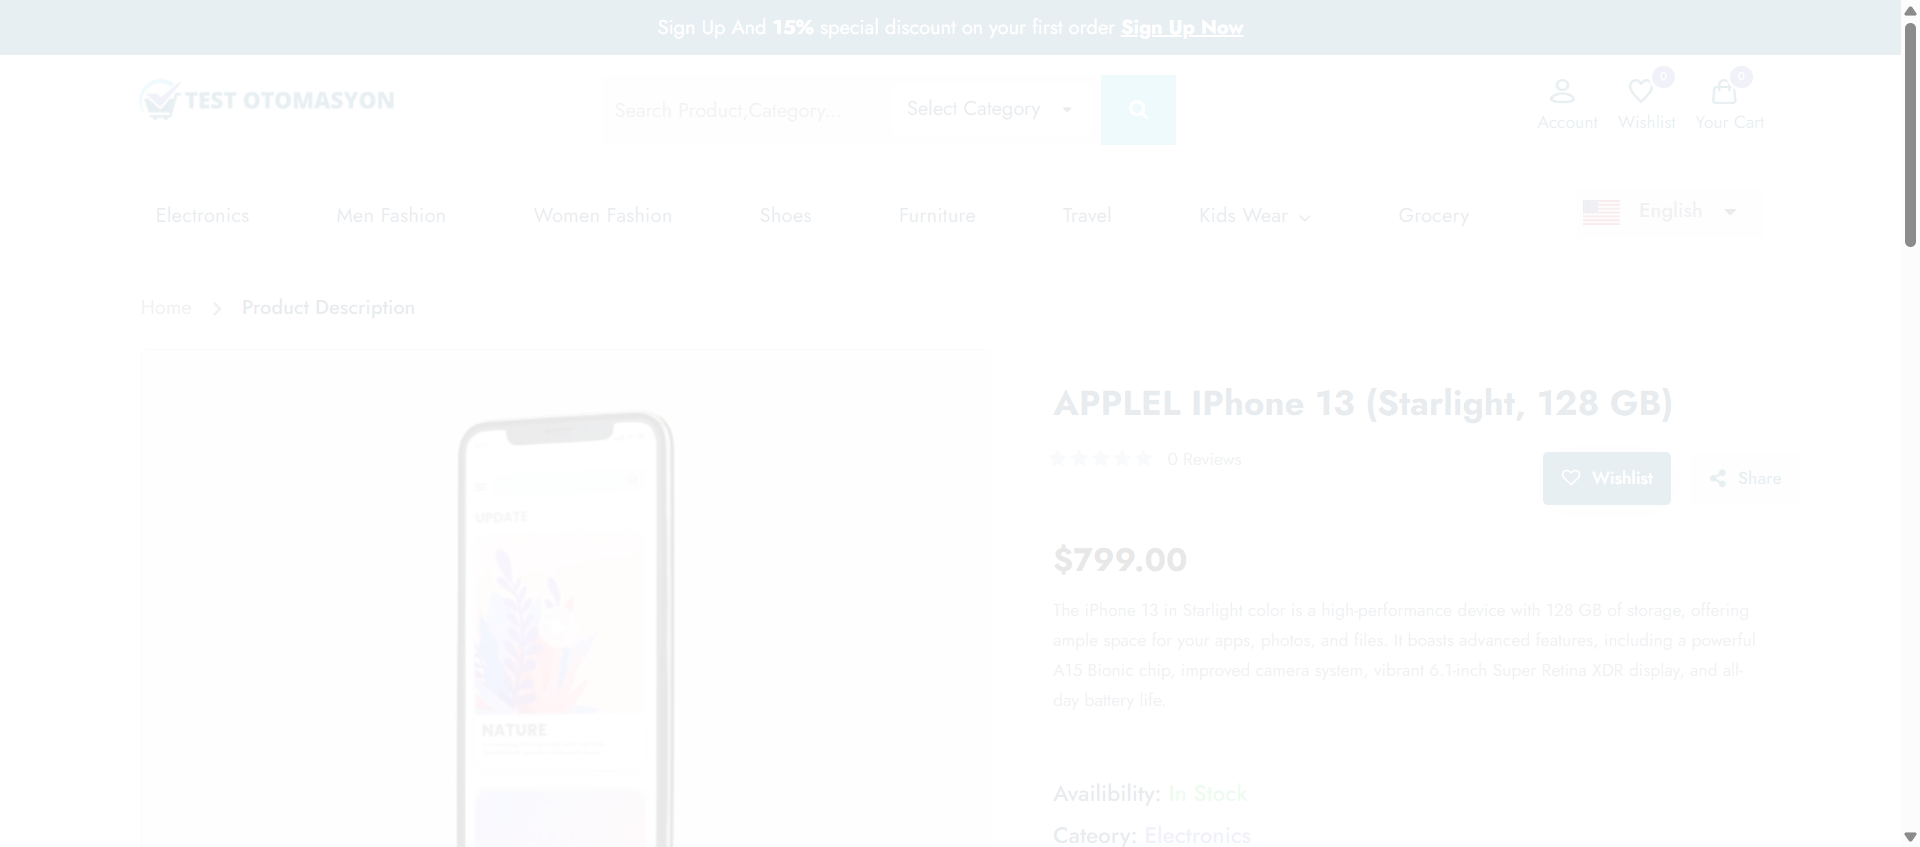 Sign Up And 15% special discount on your first order Sign Up Now
TEST OTOMASYON
Search Product,Category...
Select Category
0
0
Account
Wishlist
Your Cart
Electronics
Men Fashion
Women Fashion
Shoes
Furniture
Travel
Kids Wear
Grocery
English
Home
Product Description
APPLEL IPhone 13 (Starlight, 128 GB)
0 Reviews
Wishlist
Share
$799.00
The iPhone 13 in Starlight color is a high-performance device with 128 GB of storage, offering
ample space for your apps, photos, and files. It boasts advanced features, including a powerful
A15 Bionic chip, improved camera system, vibrant 6.1-inch Super Retina XDR display, and all-
day battery life.
Availibility: In Stock
Cateory: Electronics
UPDATE
NATURE